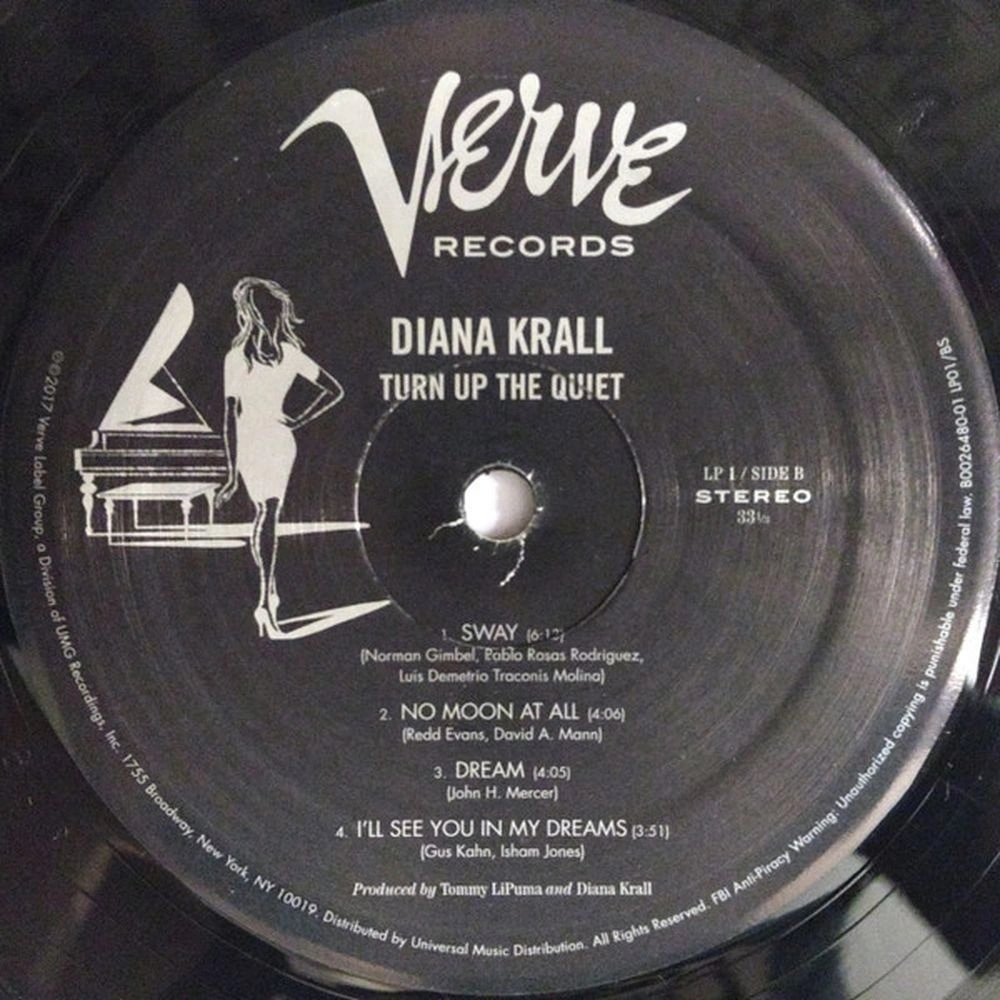 Verve
RECORDS
DIANA KRALL
TURN UP THE QUIET
LP 1 / SIDE B
STEREO
33⅓
1. SWAY (6:12)
(Norman Gimbel, Pablo Rosas Rodriguez,
Luis Demetrio Traconis Molina)
2. NO MOON AT ALL (4:06)
(Redd Evans, David A. Mann)
3. DREAM (4:05)
(John H. Mercer)
4. I'LL SEE YOU IN MY DREAMS (3:51)
(Gus Kahn, Isham Jones)
Produced by Tommy LiPuma and Diana Krall
℗©2017 Verve Label Group, a Division of UMG Recordings, Inc. 1755 Broadway, New York, NY 10019. Distributed by Universal Music Distribution. All Rights Reserved. FBI Anti-Piracy Warning: Unauthorized copying is punishable under federal law. B0026480-01 LP01/BS